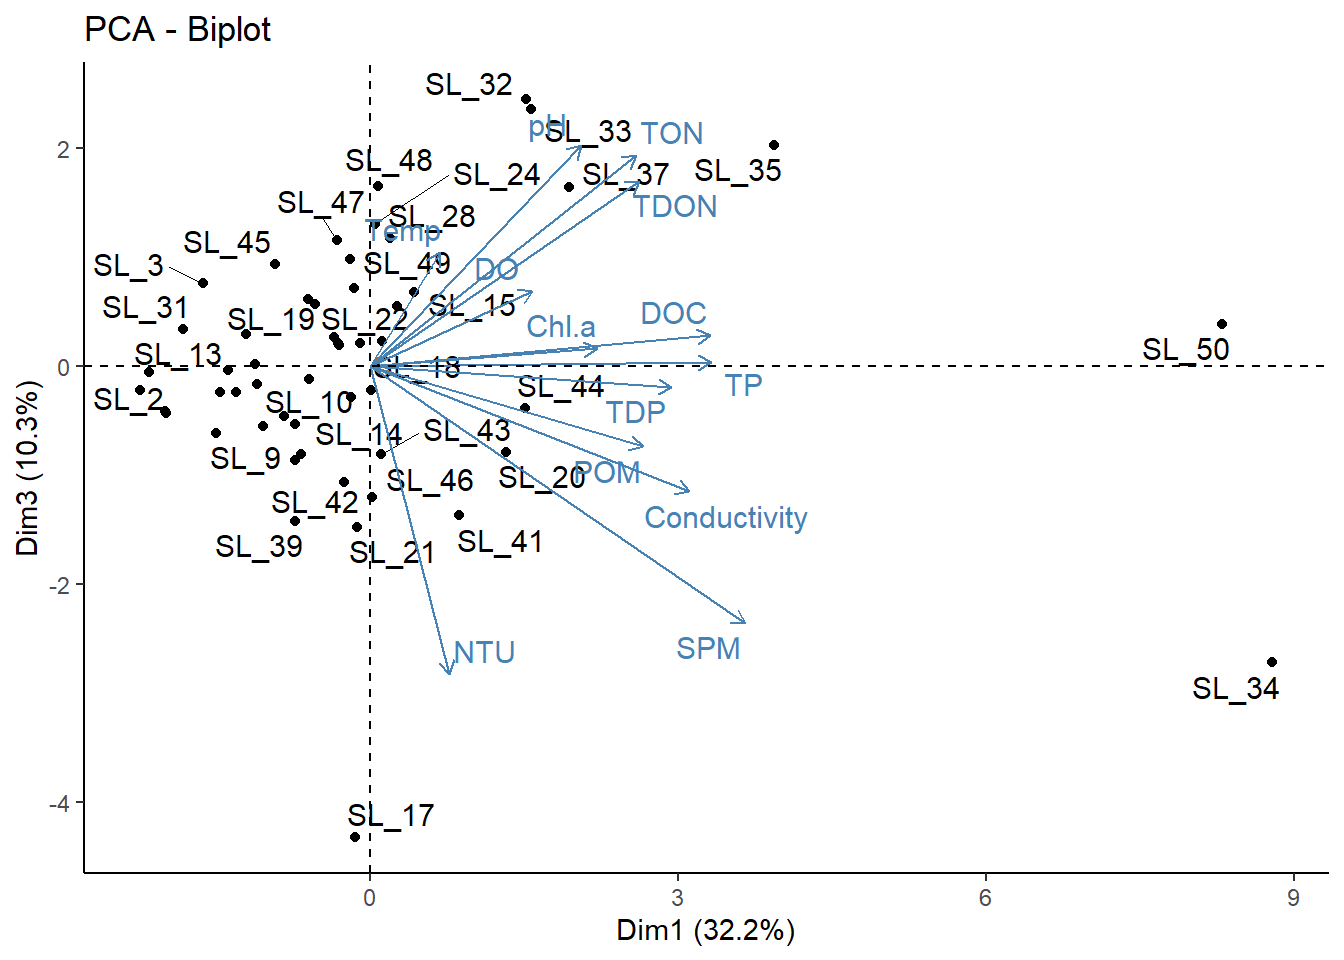 PCA - Biplot
SL_32
pH
SL_33
TON
SL_48
SL_24
SL_37
SL_35
SL_47
SL_28
TDON
Temp
SL_45
SL_3
SL_49
DO
SL_31
SL_19
SL_22
SL_15
DOC
Chl.a
SL_13
SL_18
SL_50
SL_2
SL_10
SL_44
TP
TDP
SL_14
SL_43
SL_9
SL_46
SL_20
POM
SL_42
Conductivity
SL_39
SL_21
SL_41
NTU
SPM
SL_34
SL_17
2
0
-2
-4
0
3
6
9
Dim1 (32.2%)
Dim3 (10.3%)